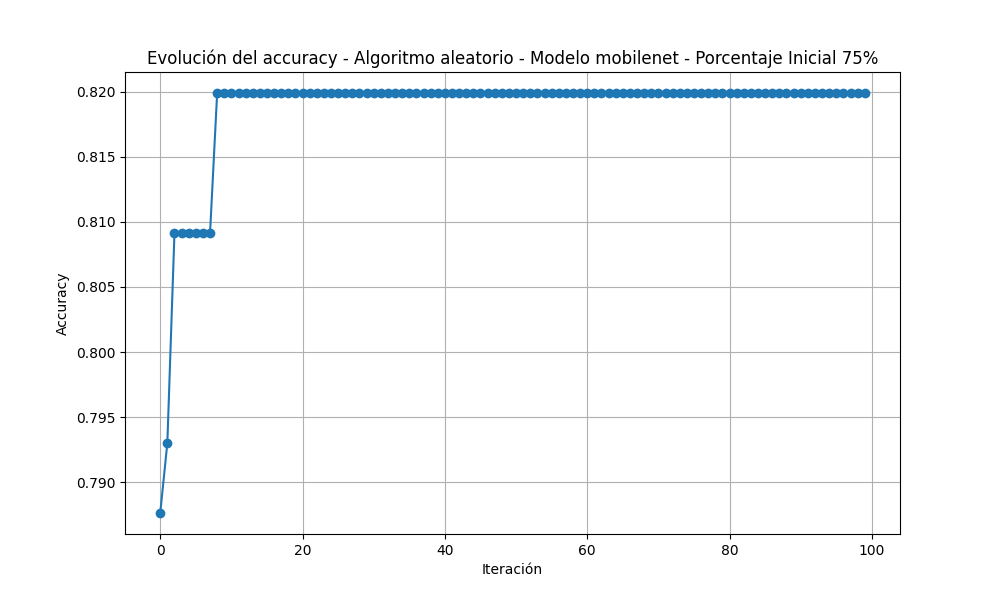 Evolución del accuracy - Algoritmo aleatorio - Modelo mobilenet - Porcentaje Inicial 75%
0.820
0.815
0.810
0.805
0.800
0.795
0.790
Accuracy
0 20 40 60 80 100
Iteración